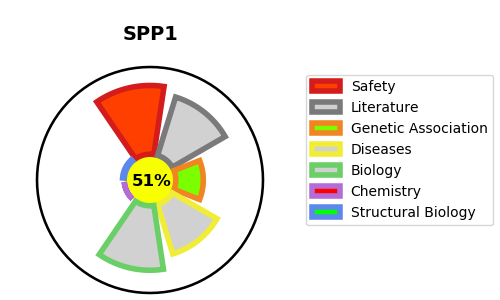 SPP1
51%
Safety
Literature
Genetic Association
Diseases
Biology
Chemistry
Structural Biology